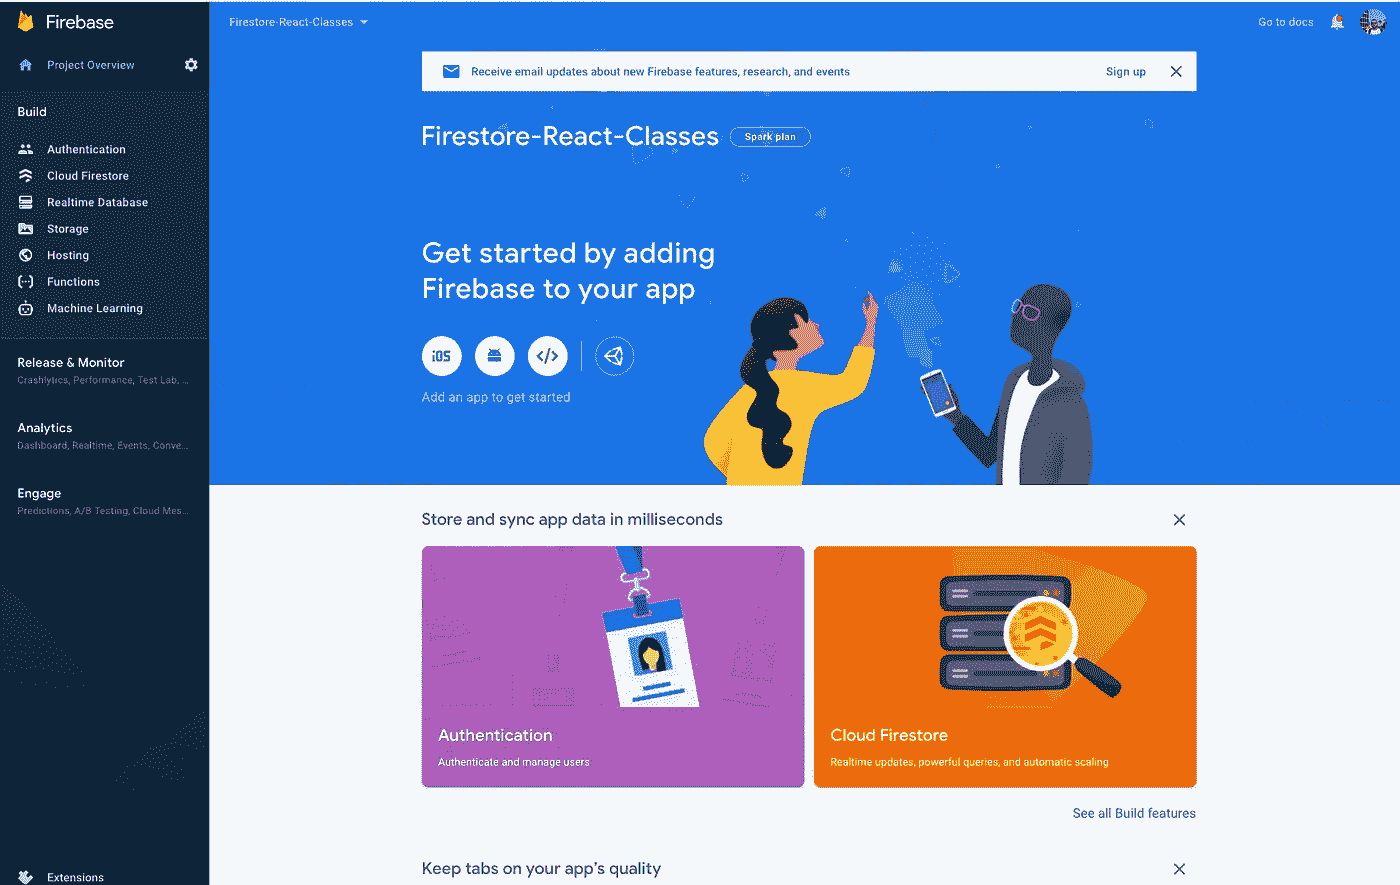 Firebase
Firestore-React-Classes
Go to docs
Project Overview
Receive email updates about new Firebase features, research, and events
Sign up
Build
Authentication
Cloud Firestore
Realtime Database
Storage
Hosting
Functions
Machine Learning
Release & Monitor
Crashlytics, Performance, Test Lab, ...
Analytics
Dashboard, Realtime, Events, Conve...
Engage
Predictions, A/B Testing, Cloud Mes...
Extensions
Firestore-React-Classes
Spark plan
Get started by adding
Firebase to your app
iOS
</>
Add an app to get started
Store and sync app data in milliseconds
Authentication
Authenticate and manage users
Cloud Firestore
Realtime updates, powerful queries, and automatic scaling
See all Build features
Keep tabs on your app's quality